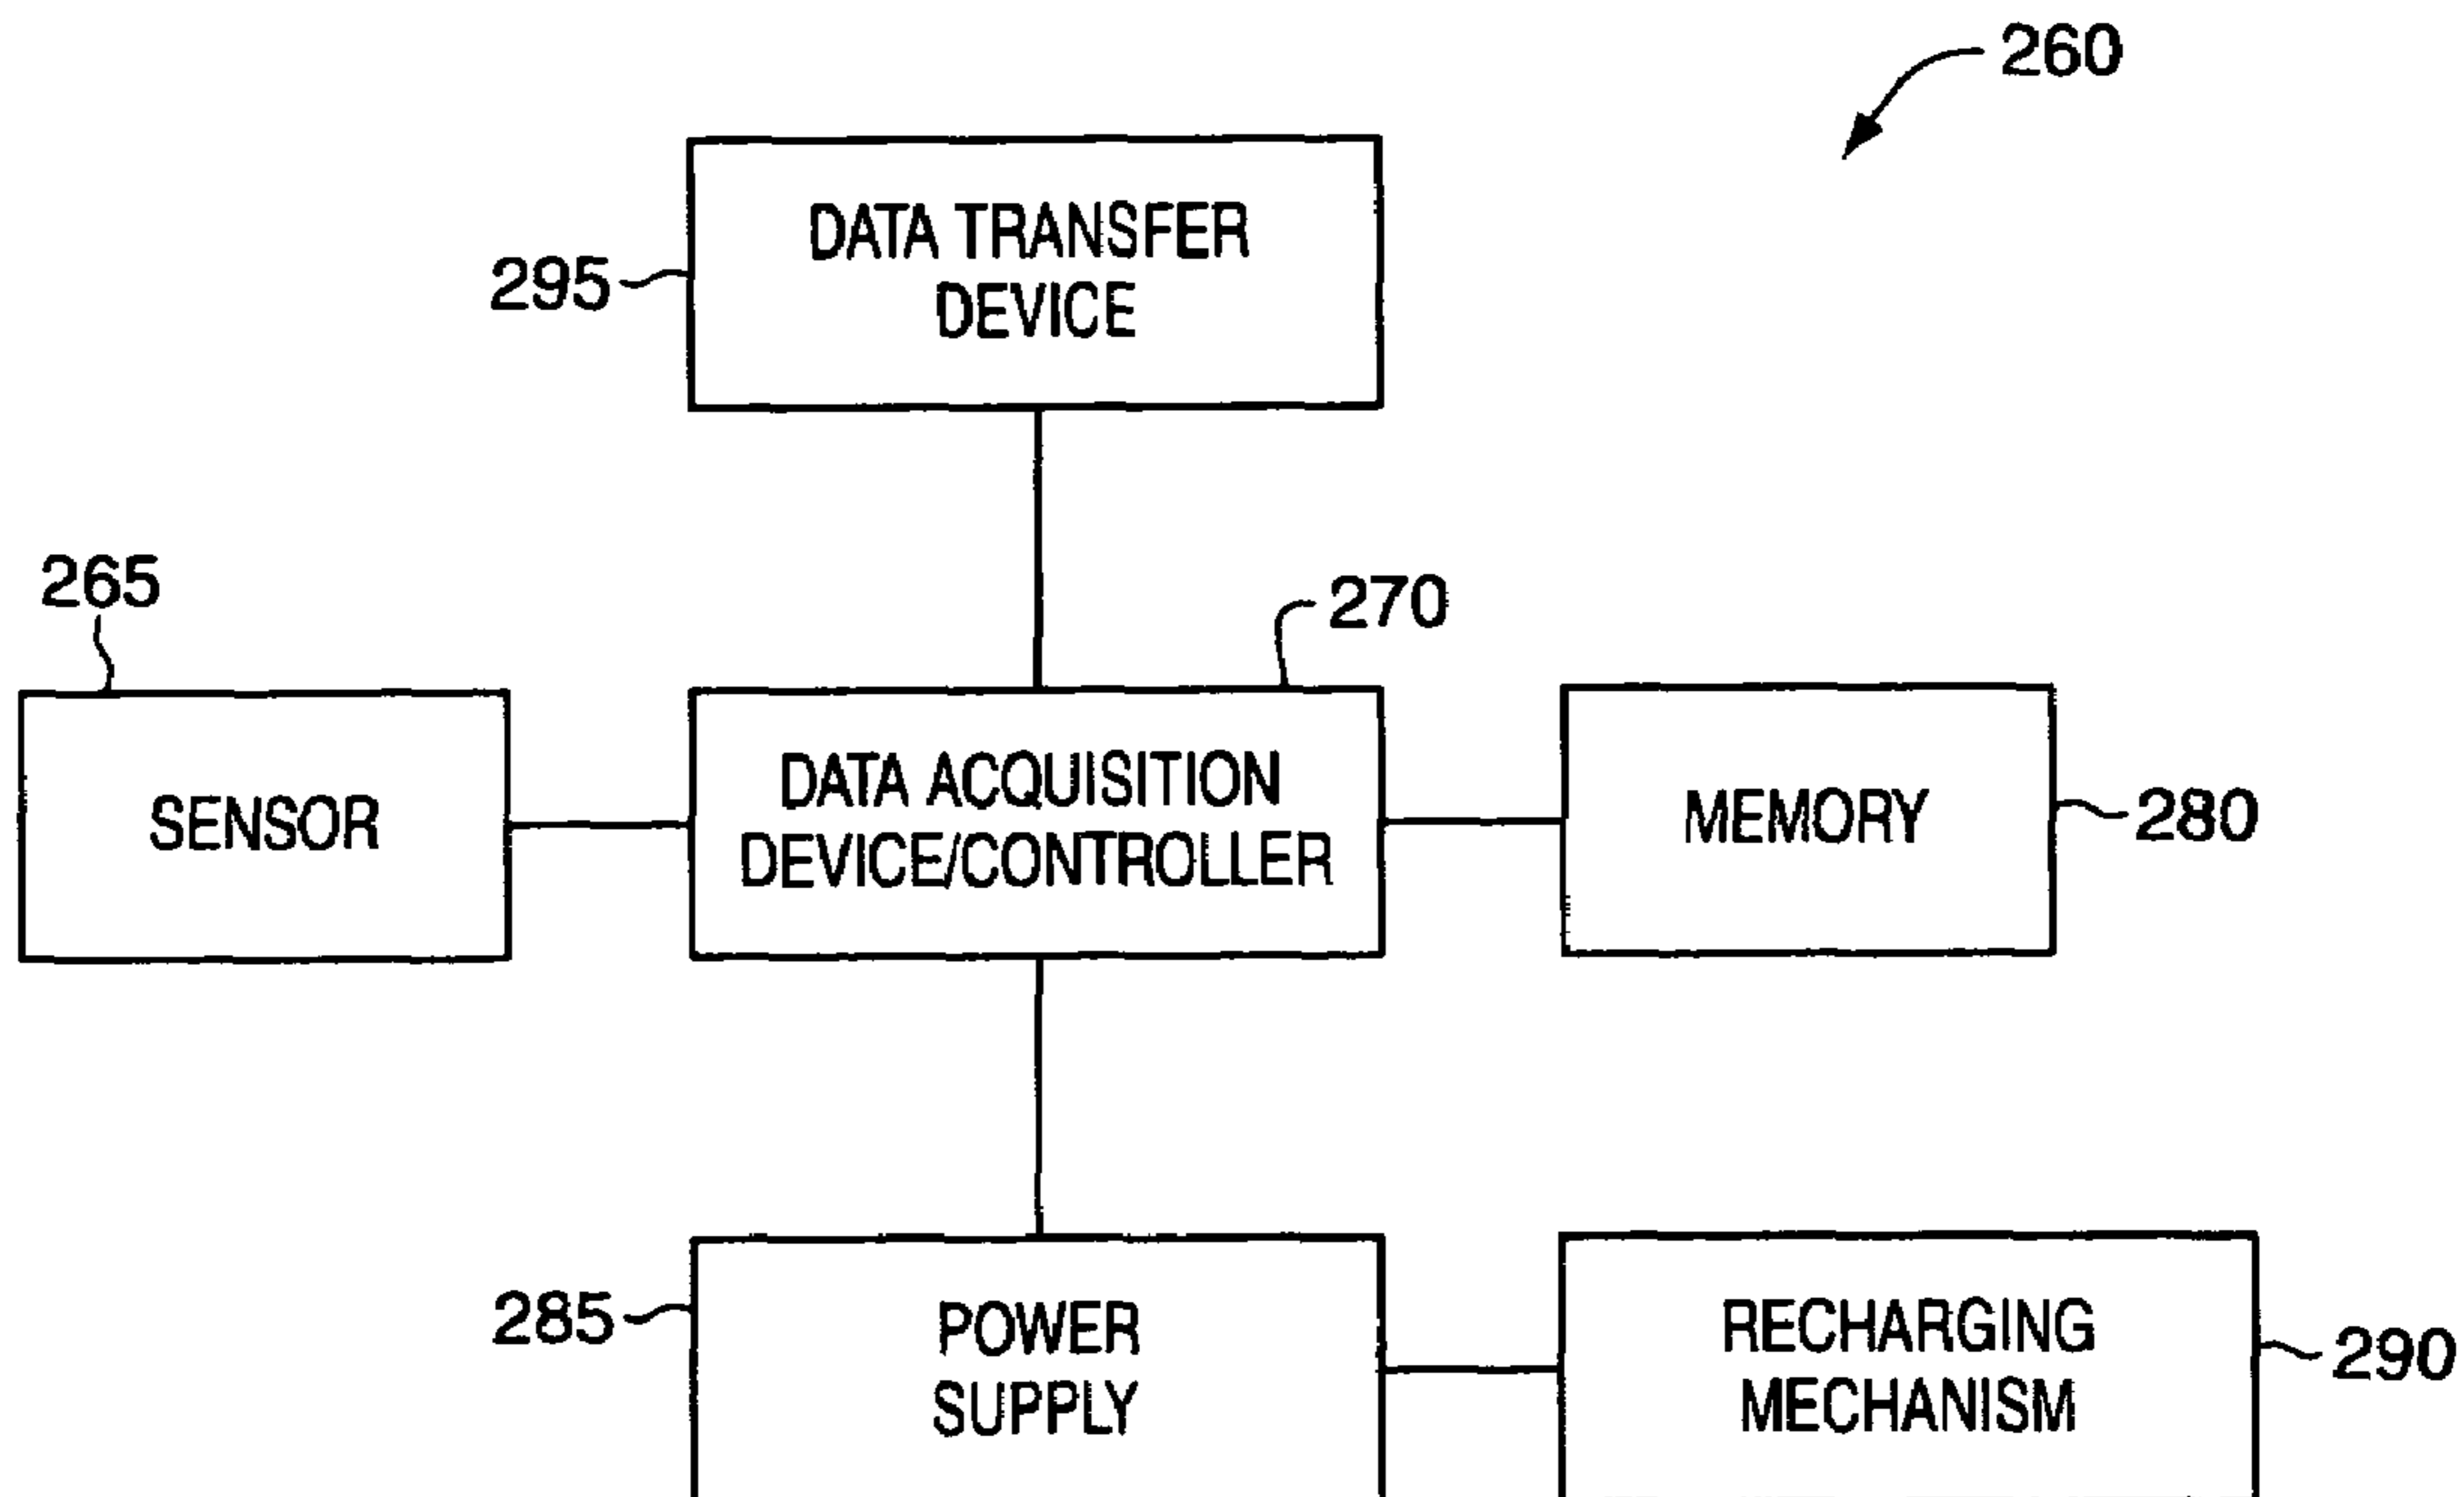 260
DATA TRANSFER
DEVICE
295
265
270
DATA ACQUISITION
DEVICE/CONTROLLER
SENSOR
MEMORY
280
285
POWER
SUPPLY
RECHARGING
MECHANISM
290